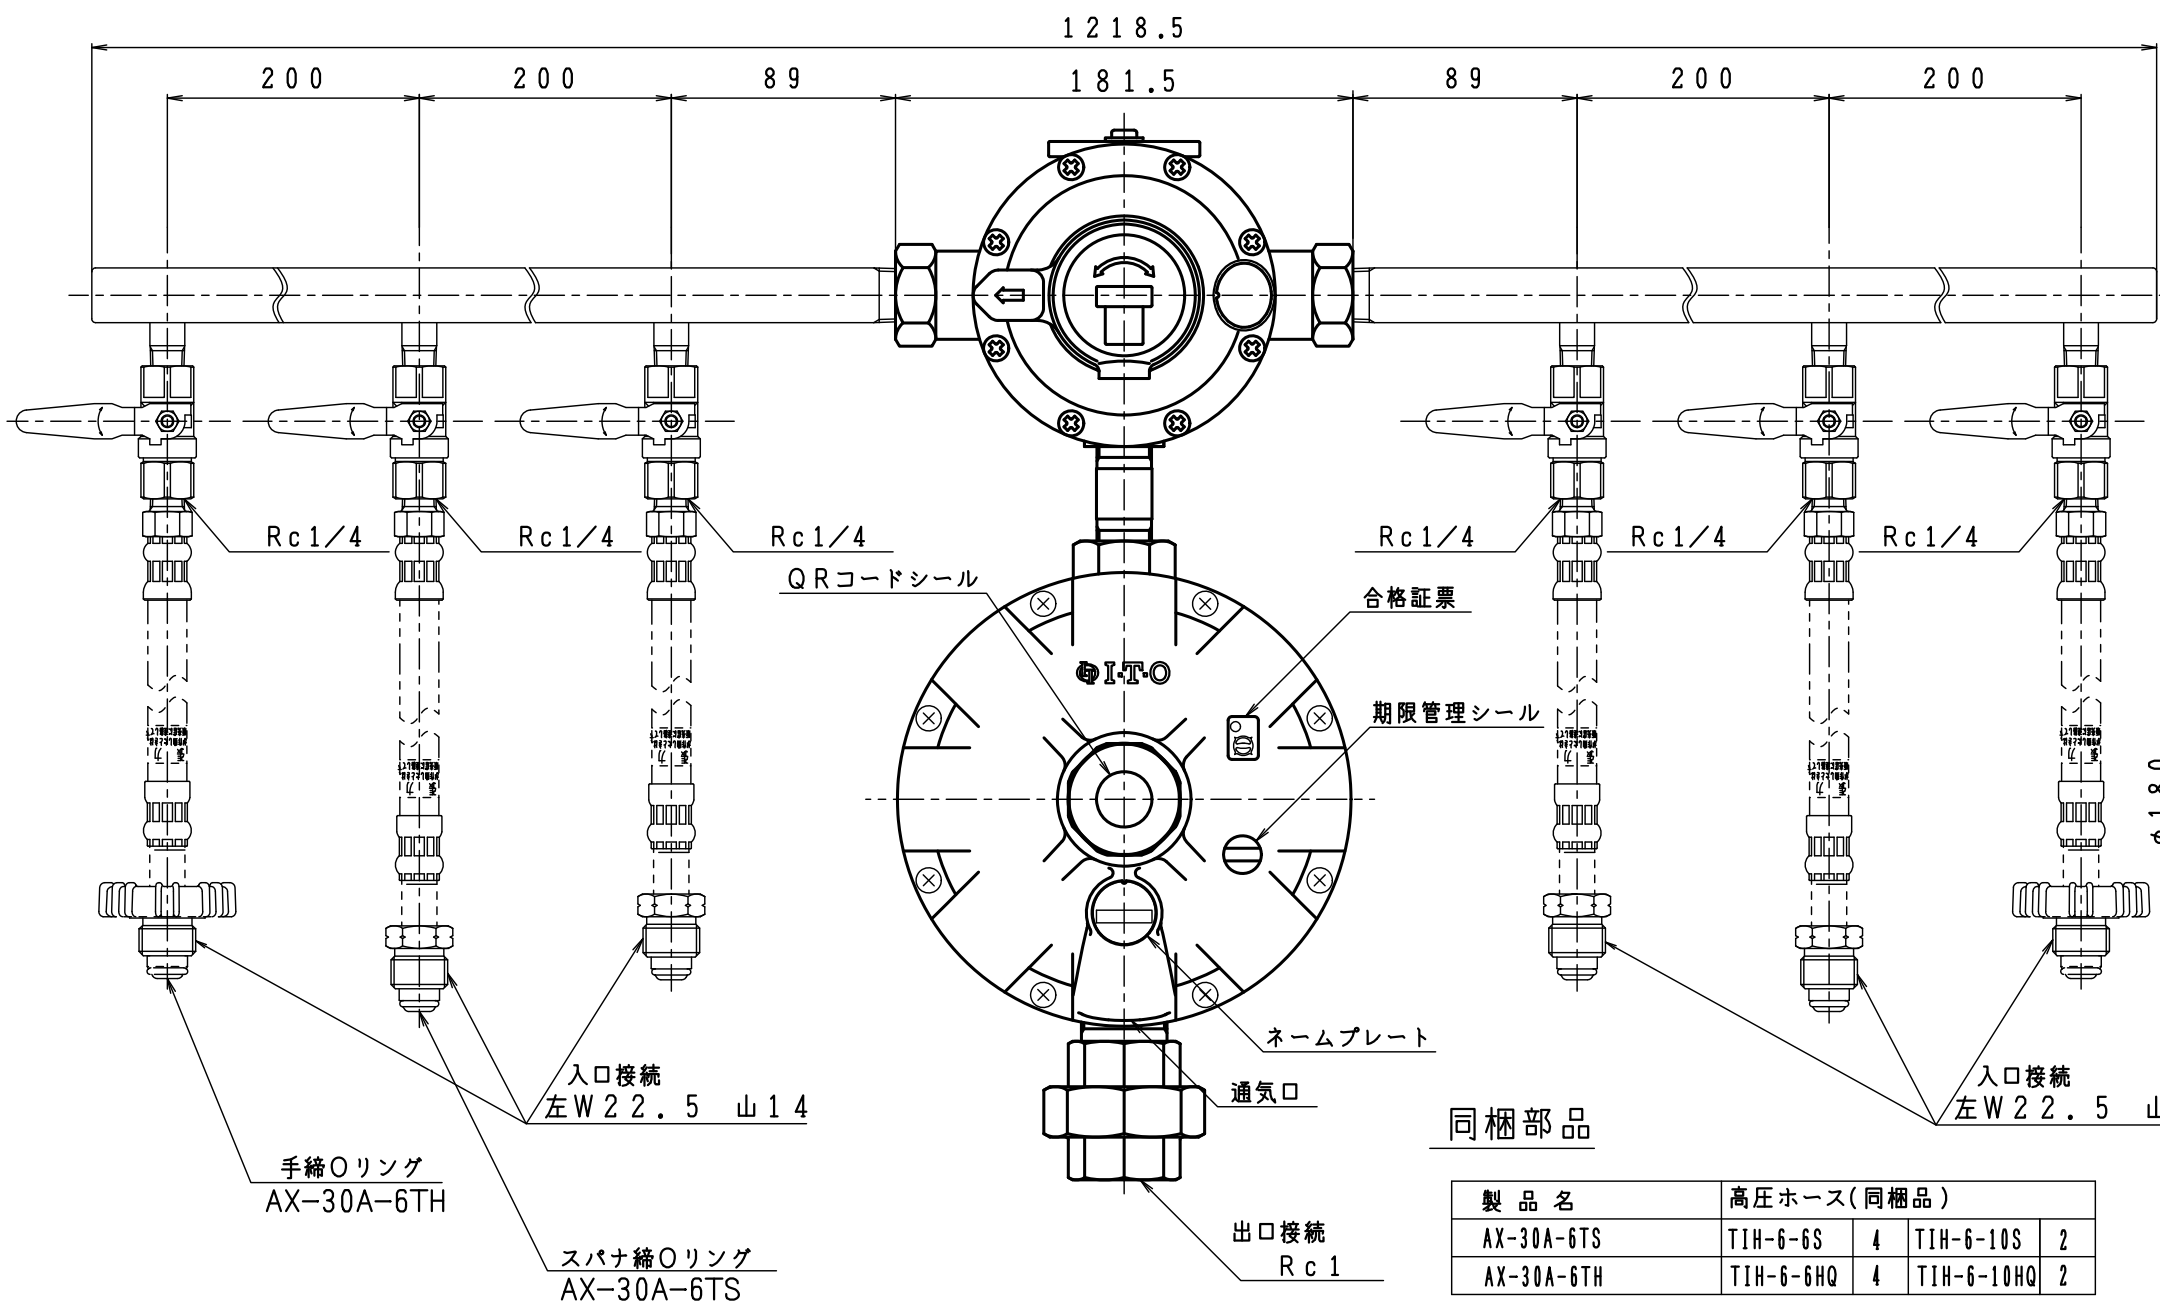 1218.5
200 200 89 181.5 89 200 200
Rc1/4 Rc1/4 Rc1/4 Rc1/4 Rc1/4 Rc1/4
QRコードシール
合格証票
I·T·O
期限管理シール
φ180
ネームプレート
通気口
入口接続
左W22.5 山14
入口接続
左W22.5 山
手締Oリング
AX-30A-6TH
スパナ締Oリング
AX-30A-6TS
出口接続
Rc1
同梱部品
製品名 高圧ホース(同梱品)
AX-30A-6TS TIH-6-6S 4 TIH-6-10S 2
AX-30A-6TH TIH-6-6HQ 4 TIH-6-10HQ 2